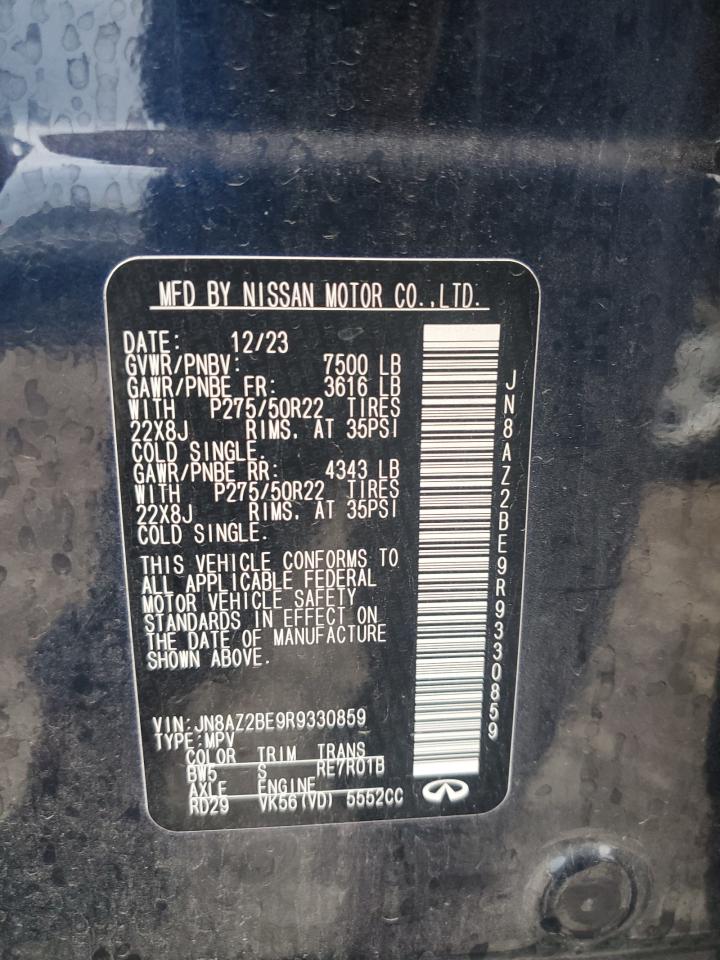 MFD BY NISSAN MOTOR CO.,LTD.
DATE: 12/23
GVWR/PNBV: 7500 LB
GAWR/PNBE FR: 3616 LB
WITH P275/50R22 TIRES
22X8J RIMS. AT 35PSI
COLD SINGLE.
GAWR/PNBE RR: 4343 LB
WITH P275/50R22 TIRES
22X8J RIMS. AT 35PSI
COLD SINGLE.
THIS VEHICLE CONFORMS TO
ALL APPLICABLE FEDERAL
MOTOR VEHICLE SAFETY
STANDARDS IN EFFECT ON
THE DATE OF MANUFACTURE
SHOWN ABOVE.
VIN:JN8AZ2BE9R9330859
TYPE:MPV
COLOR TRIM TRANS
BW5 S RE7R01B
AXLE ENGINE
RD29 VK56(VD) 5552CC
JN8AZ2BE9R9330859